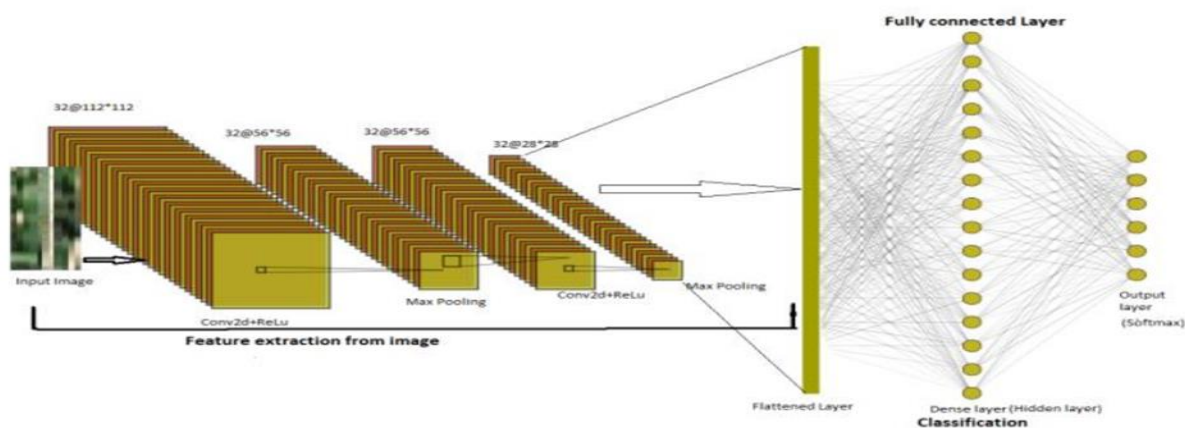 Fully connected Layer
32@112*112
32@56*56
32@56*56
32@28*28
Input Image
Conv2d+ReLu
Max Pooling
Conv2d+ReLu
Max Pooling
Feature extraction from image
Flattened Layer
Dense layer (Hidden layer)
Classification
Output
layer
(Softmax)